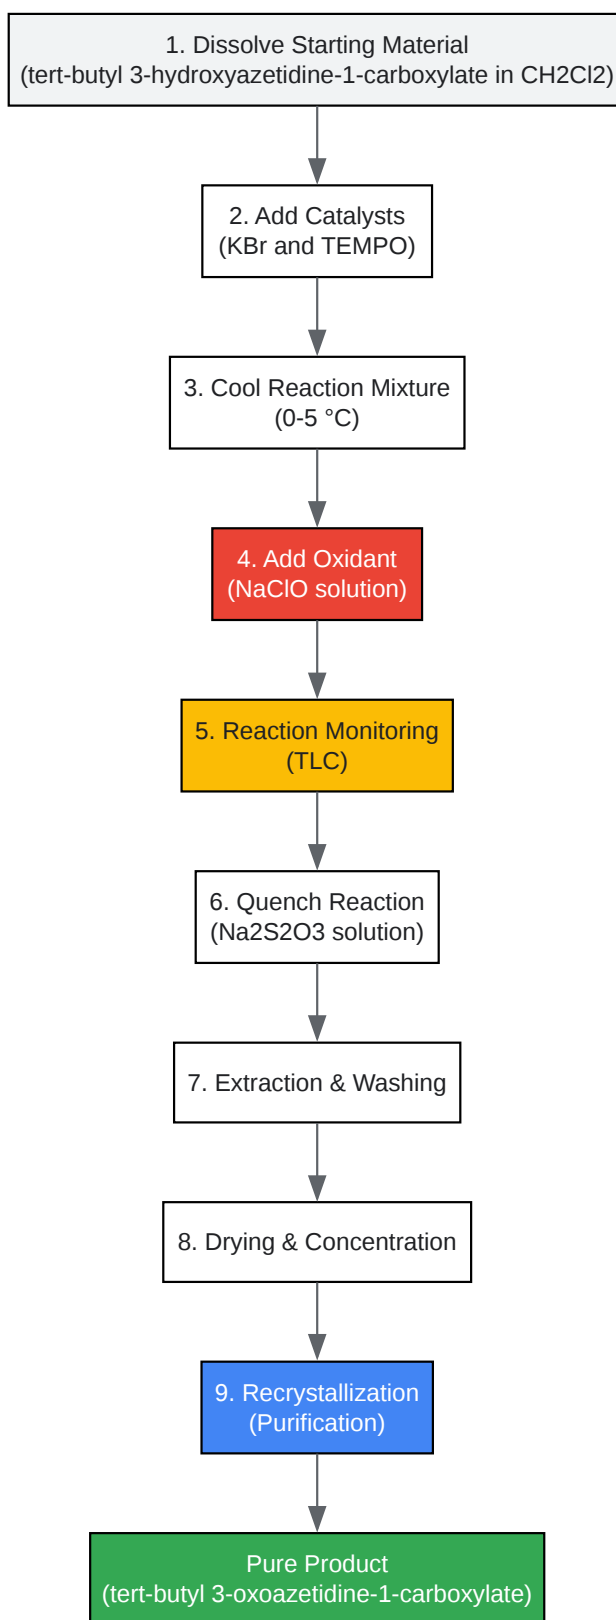 1. Dissolve Starting Material
(tert-butyl 3-hydroxyazetidine-1-carboxylate in CH2Cl2)
2. Add Catalysts
(KBr and TEMPO)
3. Cool Reaction Mixture
(0-5 °C)
4. Add Oxidant
(NaClO solution)
5. Reaction Monitoring
(TLC)
6. Quench Reaction
(Na2S2O3 solution)
7. Extraction & Washing
8. Drying & Concentration
9. Recrystallization
(Purification)
Pure Product
(tert-butyl 3-oxoazetidine-1-carboxylate)